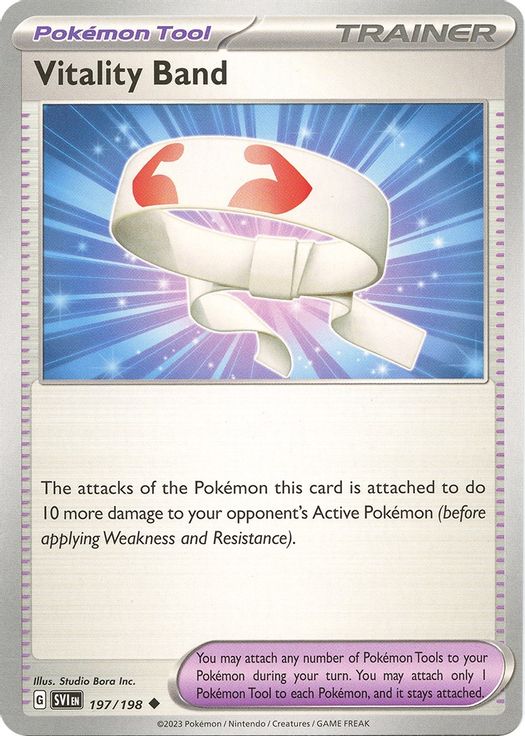 Pokémon Tool
TRAINER
Vitality Band
The attacks of the Pokémon this card is attached to do
10 more damage to your opponent's Active Pokémon (before
applying Weakness and Resistance).
You may attach any number of Pokémon Tools to your
Pokémon during your turn. You may attach only 1
Pokémon Tool to each Pokémon, and it stays attached.
Illus. Studio Bora Inc.
G SVI EN 197/198
©2023 Pokémon / Nintendo / Creatures / GAME FREAK